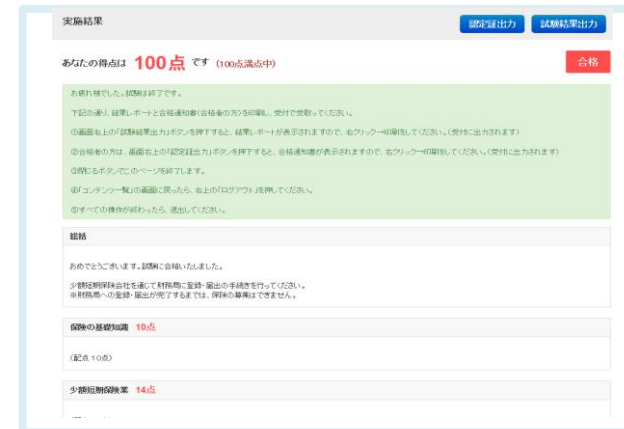 実施結果
認定証出力 試験結果出力
あなたの得点は 100点 です (100点満点中)
合格
お疲れ様でした。試験は終了です。
下記の通り、結果レポートと合格通知書(合格者の方)を印刷し、受付で受取ってください。
①画面右上の「試験結果出力」ボタンを押下すると、結果レポートが表示されますので、右クリック→印刷をしてください。(受付に出力されます)
②合格者の方は、画面右上の「認定証出力」ボタンを押下すると、合格通知書が表示されますので、右クリック→印刷をしてください。(受付に出力されます)
③閉じるボタンでこのページを終了します。
④「コンテンツ一覧」の画面に戻ったら、右上の「ログアウト」を押してください。
⑤すべての操作が終わったら、退出してください。
総括
おめでとうございます。試験に合格いたしました。
少額短期保険会社を通じて財務局に登録・届出の手続きを行ってください。
※財務局への登録・届出が完了するまでは、保険の募集はできません。
保険の基礎知識 10点
(配点 10点)
少額短期保険業 14点